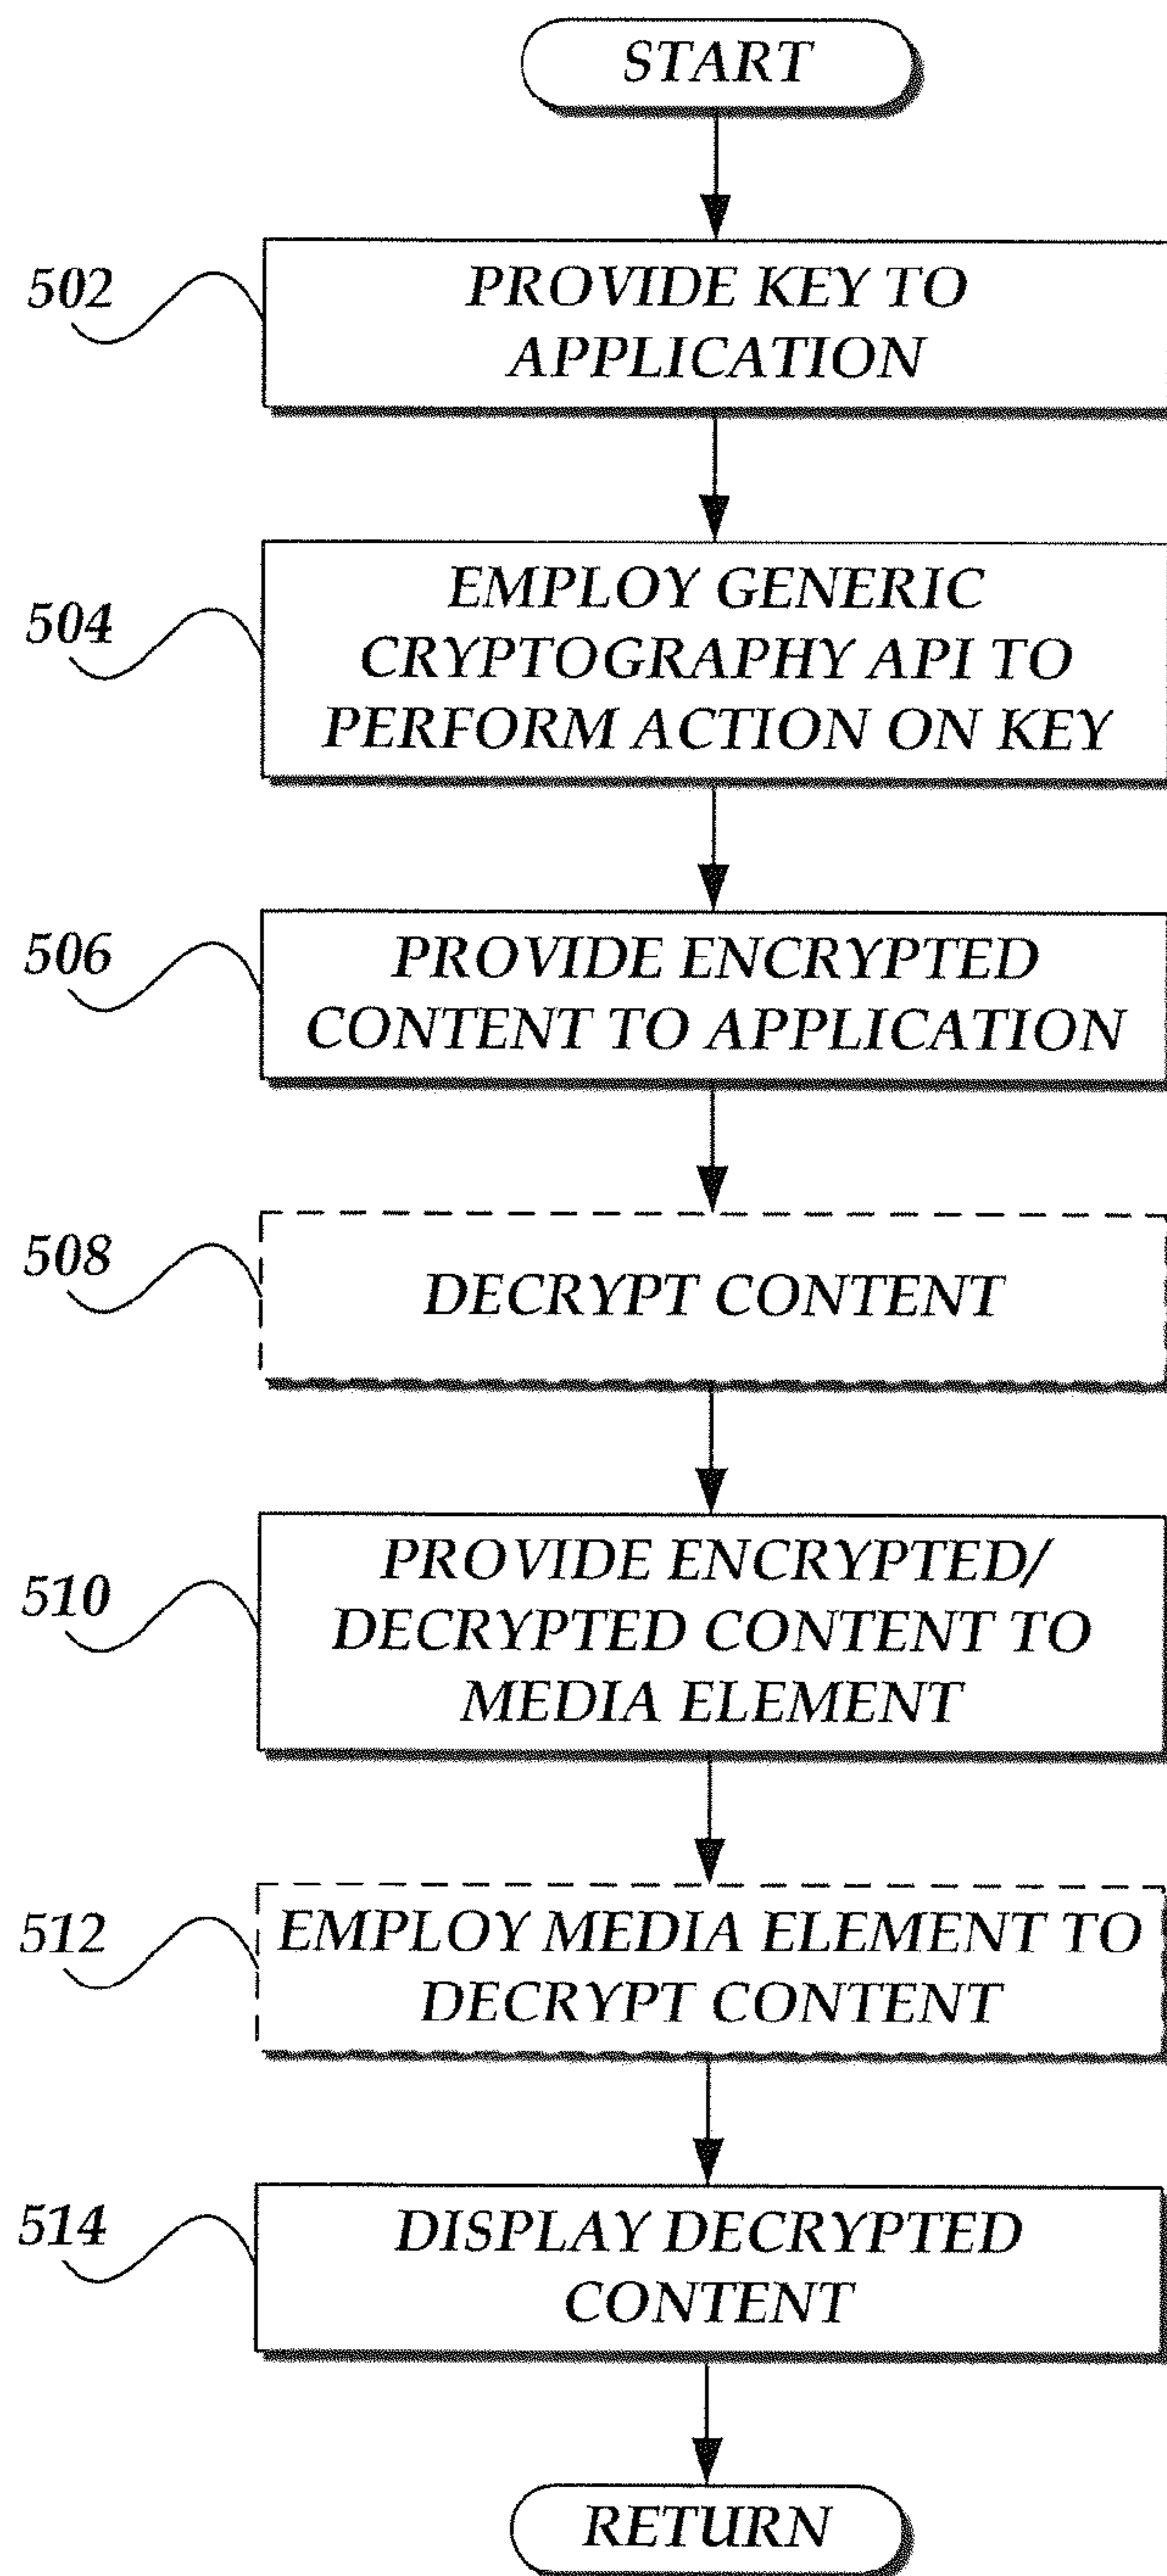 START
502
PROVIDE KEY TO
APPLICATION
504
EMPLOY GENERIC
CRYPTOGRAPHY API TO
PERFORM ACTION ON KEY
506
PROVIDE ENCRYPTED
CONTENT TO APPLICATION
508
DECRYPT CONTENT
510
PROVIDE ENCRYPTED/
DECRYPTED CONTENT TO
MEDIA ELEMENT
512
EMPLOY MEDIA ELEMENT TO
DECRYPT CONTENT
514
DISPLAY DECRYPTED
CONTENT
RETURN